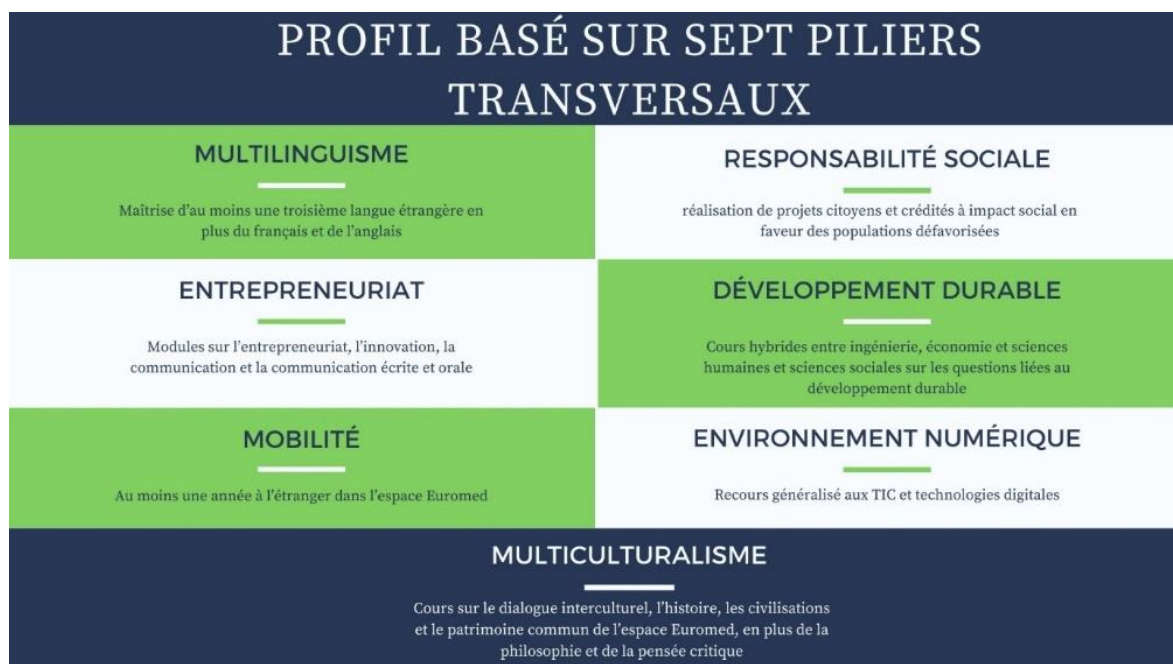 PROFIL BASÉ SUR SEPT PILIERS
TRANSVERSAUX
MULTILINGUISME
Maîtrise d'au moins une troisième langue étrangère en
plus du français et de l'anglais
RESPONSABILITÉ SOCIALE
réalisation de projets citoyens et crédités à impact social en
faveur des populations défavorisées
ENTREPRENEURIAT
Modules sur l'entrepreneuriat, l'innovation, la
communication et la communication écrite et orale
DÉVELOPPEMENT DURABLE
Cours hybrides entre ingénierie, économie et sciences
humaines et sciences sociales sur les questions liées au
développement durable
MOBILITÉ
Au moins une année à l'étranger dans l'espace Euromed
ENVIRONNEMENT NUMÉRIQUE
Recours généralisé aux TIC et technologies digitales
MULTICULTURALISME
Cours sur le dialogue interculturel, l'histoire, les civilisations
et le patrimoine commun de l'espace Euromed, en plus de la
philosophie et de la pensée critique